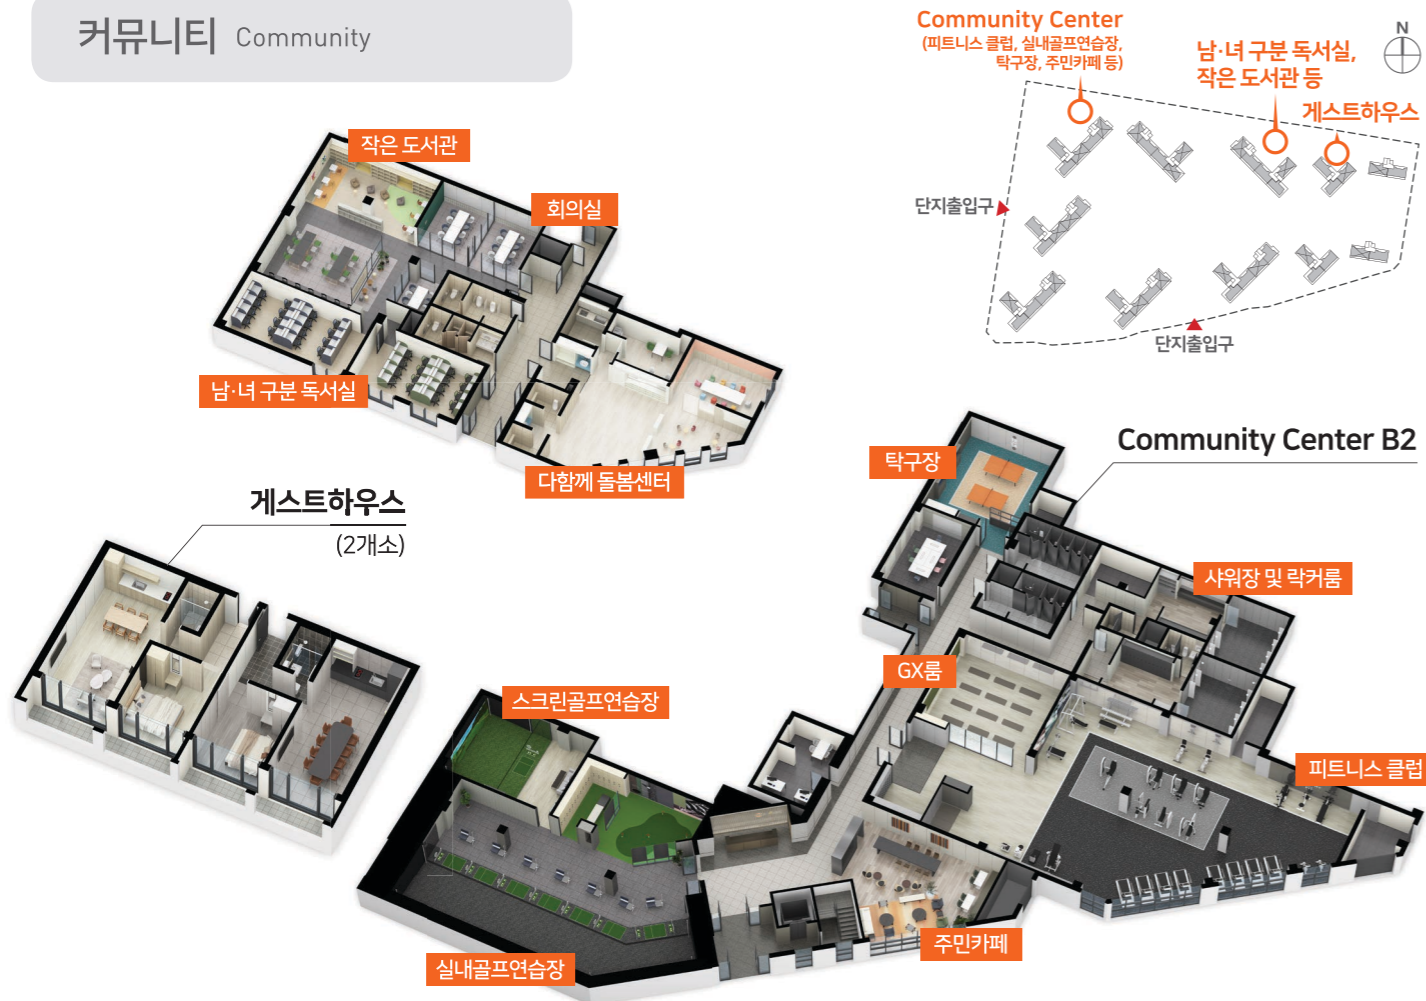 커뮤니티 Community
Community Center
(피트니스 클럽, 실내골프연습장,
탁구장, 주민카페 등)
남·녀 구분 독서실,
작은 도서관 등
게스트하우스
N
단지출입구
단지출입구
작은 도서관
회의실
남·녀 구분 독서실
다함께 돌봄센터
게스트하우스
(2개소)
Community Center B2
탁구장
샤워장 및 락커룸
GX룸
스크린골프연습장
피트니스 클럽
주민카페
실내골프연습장